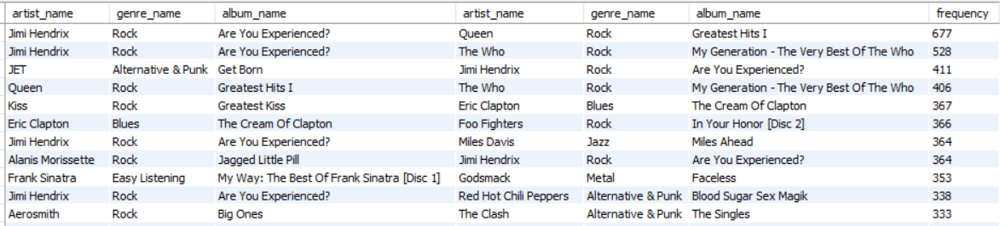 artist_name genre_name album_name artist_name genre_name album_name frequency
Jimi Hendrix Rock Are You Experienced? Queen Rock Greatest Hits I 677
Jimi Hendrix Rock Are You Experienced? The Who Rock My Generation - The Very Best Of The Who 528
JET Alternative & Punk Get Born Jimi Hendrix Rock Are You Experienced? 411
Queen Rock Greatest Hits I The Who Rock My Generation - The Very Best Of The Who 406
Kiss Rock Greatest Kiss Eric Clapton Blues The Cream Of Clapton 367
Eric Clapton Blues The Cream Of Clapton Foo Fighters Rock In Your Honor [Disc 2] 366
Jimi Hendrix Rock Are You Experienced? Miles Davis Jazz Miles Ahead 364
Alanis Morissette Rock Jagged Little Pill Jimi Hendrix Rock Are You Experienced? 364
Frank Sinatra Easy Listening My Way: The Best Of Frank Sinatra [Disc 1] Godsmack Metal Faceless 353
Jimi Hendrix Rock Are You Experienced? Red Hot Chili Peppers Alternative & Punk Blood Sugar Sex Magik 338
Aerosmith Rock Big Ones The Clash Alternative & Punk The Singles 333